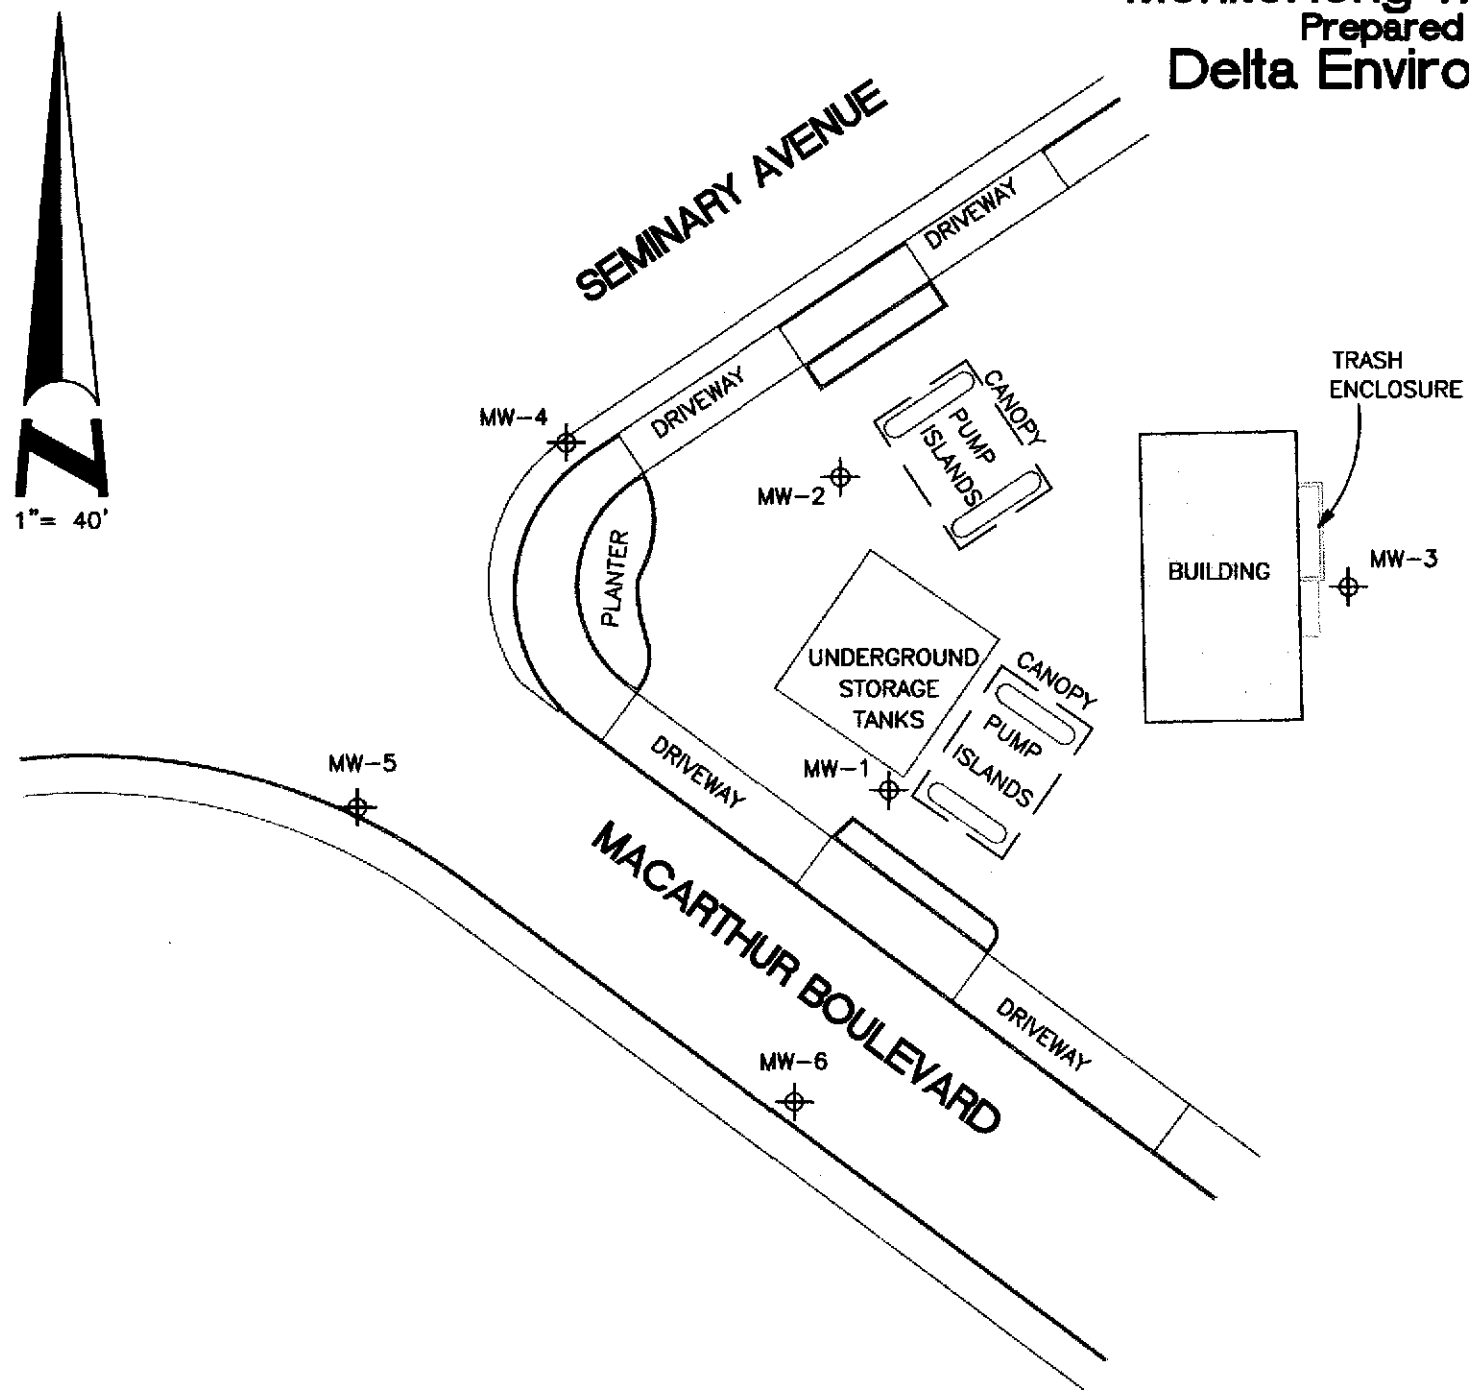 Prepared
Delta Enviro
SEMINARY AVENUE
DRIVEWAY
DRIVEWAY
TRASH
ENCLOSURE
CANOPY
PUMP
ISLANDS
MW-4
MW-2
N
1"= 40'
PLANTER
BUILDING
MW-3
UNDERGROUND
STORAGE
TANKS
CANOPY
PUMP
ISLANDS
MW-5
DRIVEWAY
MW-1
MACARTHUR BOULEVARD
DRIVEWAY
MW-6